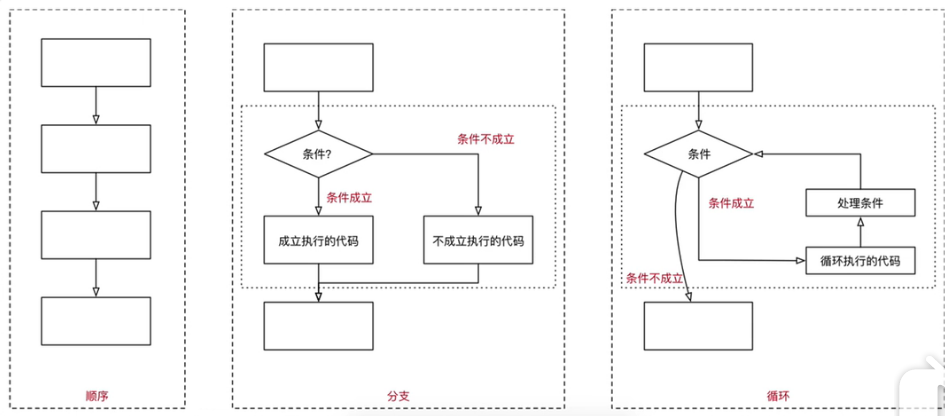 条件?
条件不成立
条件成立
成立执行的代码
不成立执行的代码
条件
条件成立
处理条件
循环执行的代码
条件不成立
顺序
分支
循环